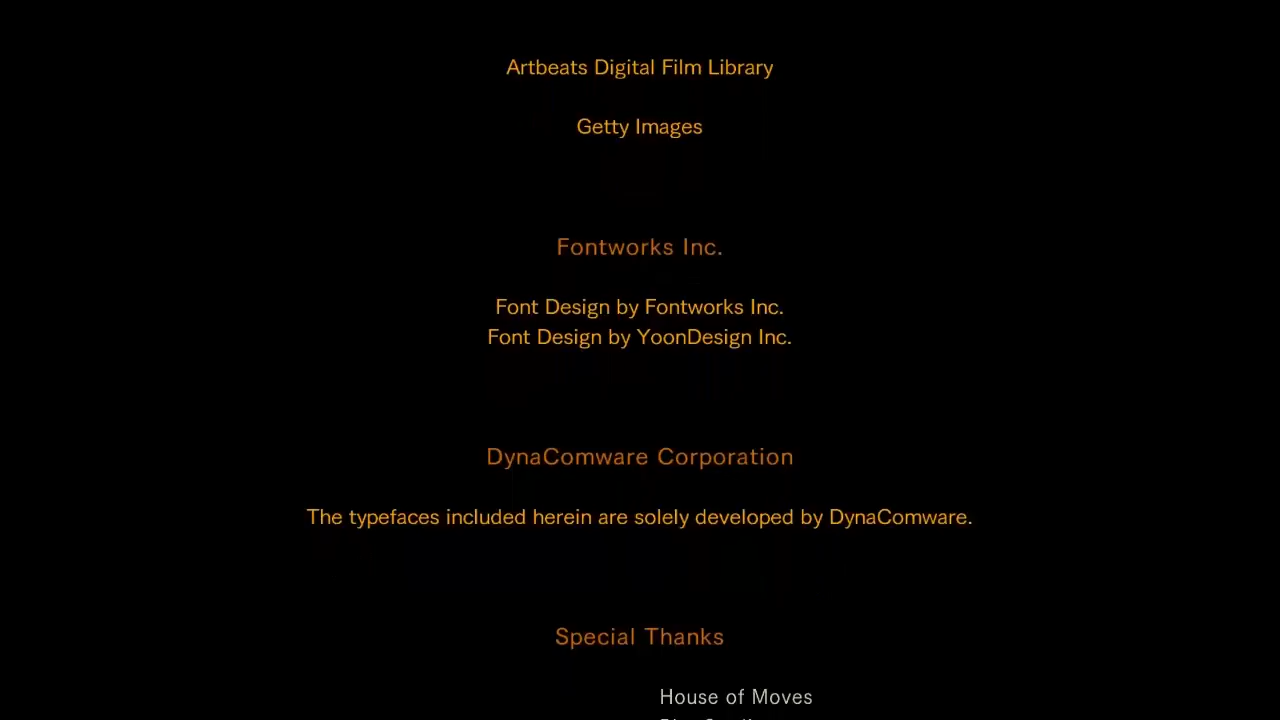 Artbeats Digital Film Library
Getty Images
Fontworks Inc.
Font Design by Fontworks Inc.
Font Design by YoonDesign Inc.
DynaComware Corporation
The typefaces included herein are solely developed by DynaComware.
Special Thanks
House of Moves